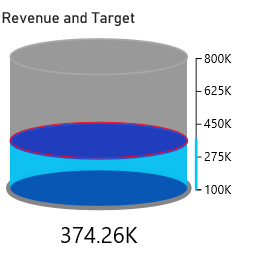 Revenue and Target
800K
625K
450K
275K
100K
374.26K